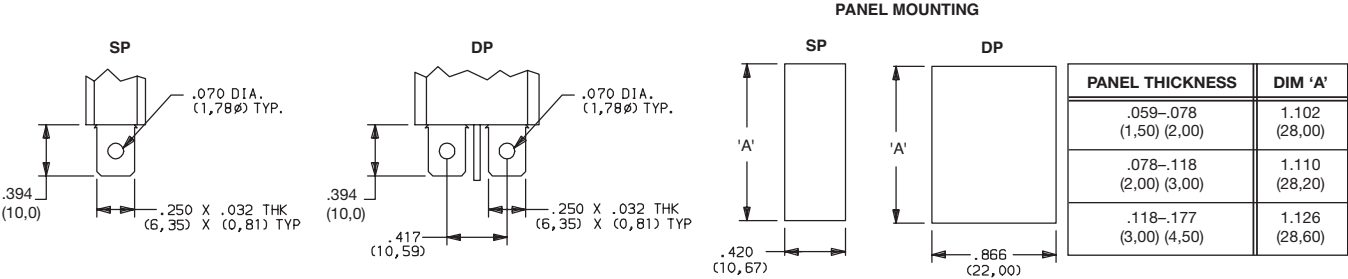 PANEL MOUNTING
SP
.070 DIA.
(1,78ø) TYP.
.394
(10,0)
.250 X .032 THK
(6,35) X (0,81) TYP
DP
.070 DIA.
(1,78ø) TYP.
.394
(10,0)
.250 X .032 THK
(6,35) X (0,81) TYP
.417
(10,59)
SP
'A'
.420
(10,67)
DP
'A'
.866
(22,00)
PANEL THICKNESS DIM ‘A’
.059–.078 1.102
(1,50) (2,00) (28,00)
.078–.118 1.110
(2,00) (3,00) (28,20)
.118–.177 1.126
(3,00) (4,50) (28,60)